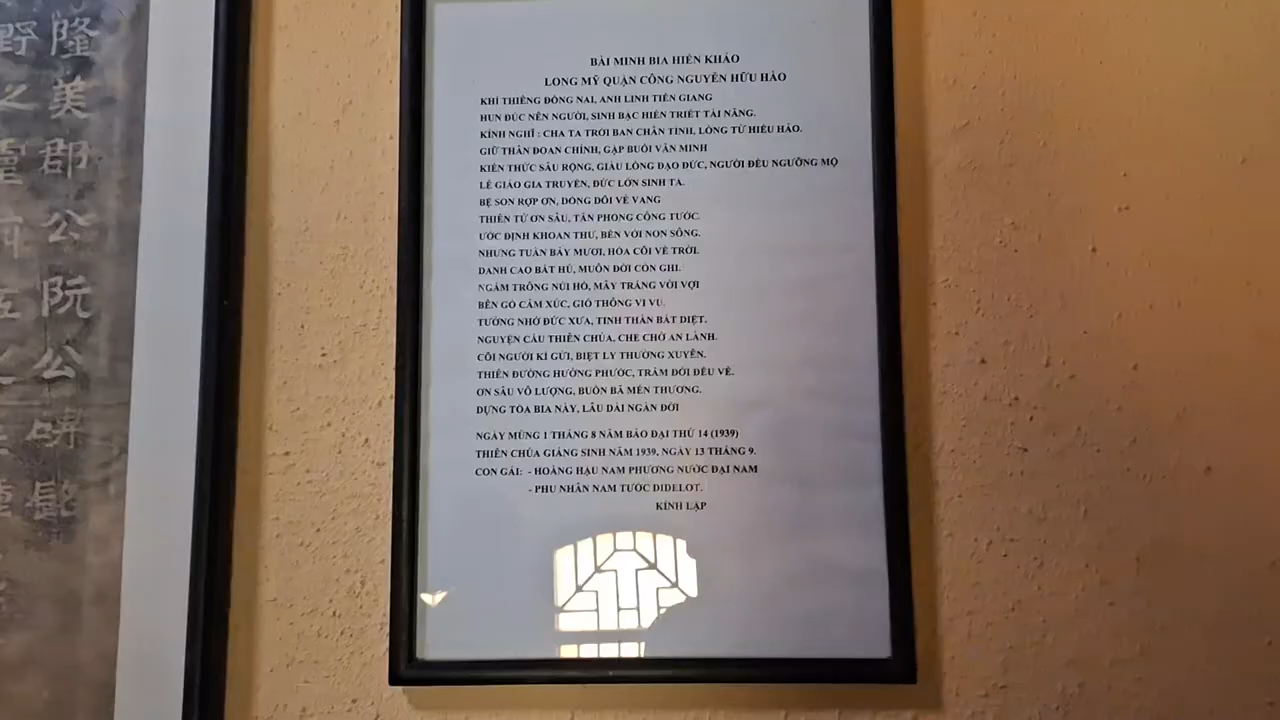 隆美郡公阮公碑銘
BÀI MINH BIA HIỂN KHẢO
LONG MỸ QUẬN CÔNG NGUYỄN HỮU HÀO
KHÍ THIÊNG ĐỒNG NAI, ANH LINH TIỀN GIANG
HUN ĐÚC NÊN NGƯỜI, SINH BẬC HIỀN TRIẾT TÀI NĂNG.
KÍNH NGHĨ : CHA TA TRỜI BAN CHÂN TÍNH, LÒNG TỪ HIẾU HẢO.
GIỮ THÂN ĐOAN CHÍNH, GẶP BUỔI VĂN MINH
KIẾN THỨC SÂU RỘNG, GIÀU LÒNG ĐẠO ĐỨC, NGƯỜI ĐỀU NGƯỠNG MỘ
LỄ GIÁO GIA TRUYỀN, ĐỨC LỚN SINH TA.
BỆ SON RỢP ƠN, DÒNG DÕI VẺ VANG
THIÊN TỬ ƠN SÂU, TẤN PHONG CÔNG TƯỚC.
ƯỚC ĐỊNH KHOAN THƯ, BỀN VỚI NON SÔNG.
NHƯNG TUẦN BẢY MƯƠI, HÓA CÕI VỀ TRỜI.
DANH CAO BẤT HỦ, MUÔN ĐỜI CÒN GHI.
NGẮM TRÔNG NÚI HỒ, MÂY TRẮNG VỜI VỢI
BÊN GÒ CẢM XÚC, GIÓ THÔNG VI VU.
TƯỞNG NHỚ ĐỨC XƯA, TINH THẦN BẤT DIỆT.
NGUYỆN CẦU THIÊN CHÚA, CHE CHỞ AN LÀNH.
CÕI NGƯỜI KÍ GỬI, BIỆT LY THƯỜNG XUYÊN.
THIÊN ĐƯỜNG HƯỞNG PHƯỚC, TRĂM ĐỜI ĐỀU VỀ.
ƠN SÂU VÔ LƯỢNG, BUỒN BÃ MẾN THƯƠNG.
DỰNG TÒA BIA NÀY, LÂU DÀI NGÀN ĐỜI
NGÀY MÙNG 1 THÁNG 8 NĂM BẢO ĐẠI THỨ 14 (1939)
THIÊN CHÚA GIÁNG SINH NĂM 1939, NGÀY 13 THÁNG 9.
CON GÁI: - HOÀNG HẬU NAM PHƯƠNG NƯỚC ĐẠI NAM
- PHU NHÂN NAM TƯỚC DIDELOT.
KÍNH LẬP